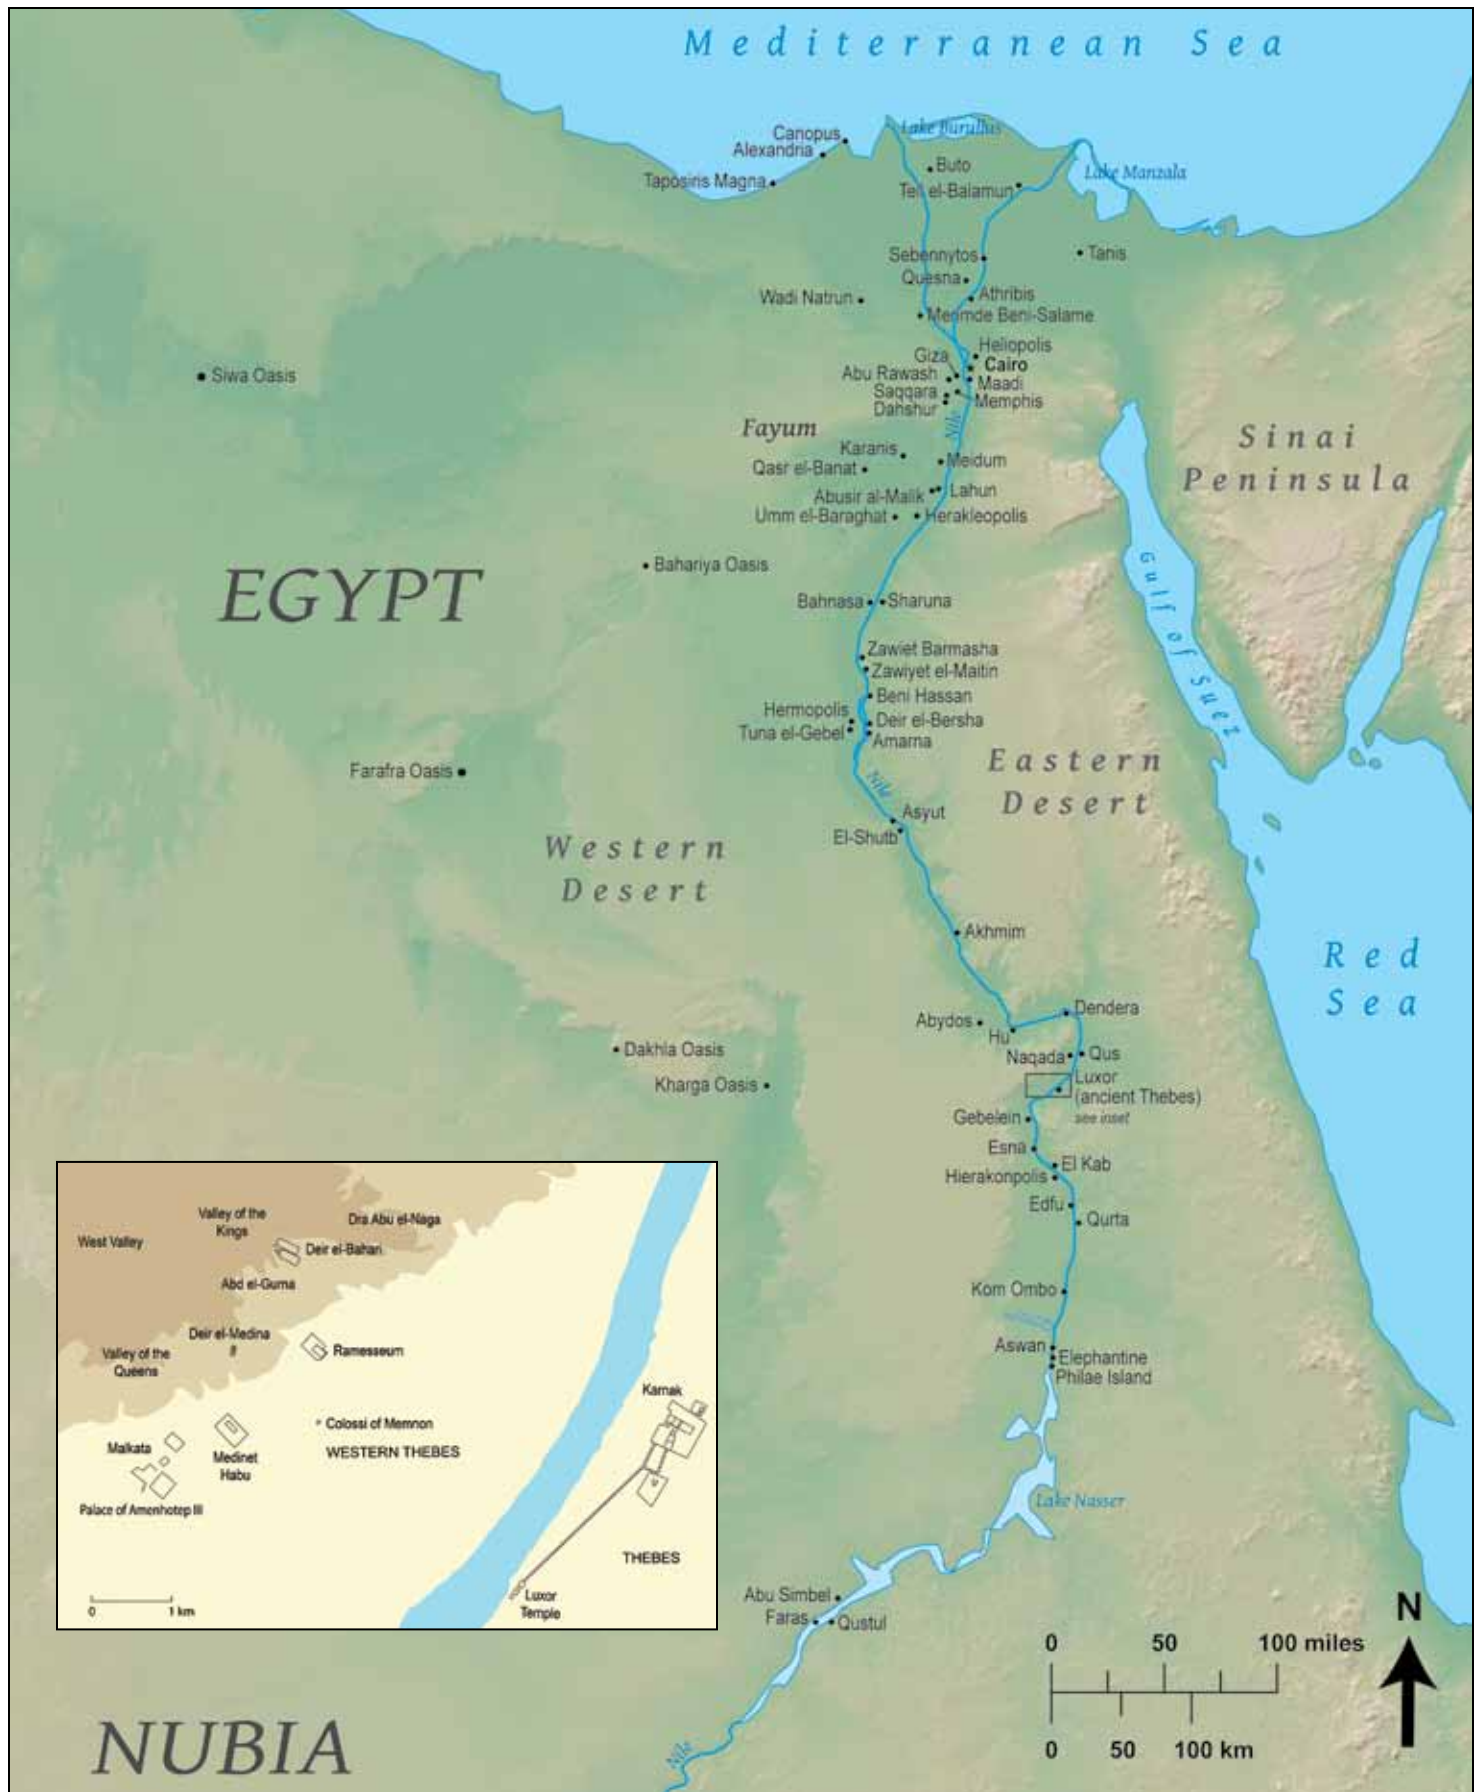 Mediterranean Sea
Lake Burullus
Canopus
Alexandria
Taposiris Magna
Buto
Tell el-Balamun
Lake Manzala
Sebennytos
Tanis
Quesna
Wadi Natrun
Athribis
Merimde Beni-Salame
Heliopolis
Giza
Cairo
Abu Rawash
Maadi
Saqqara
Memphis
Dahshur
Siwa Oasis
Fayum
Nile
Karanis
Qasr el-Banat
Meidum
Abusir al-Malik
Lahun
Umm el-Baraghat
Herakleopolis
Sinai
Peninsula
Gulf of Suez
EGYPT
Bahariya Oasis
Bahnasa
Sharuna
Zawiet Barmasha
Zawiyet el-Maitin
Beni Hassan
Hermopolis
Deir el-Bersha
Tuna el-Gebel
Amarna
Farafra Oasis
Nile
Eastern
Desert
Asyut
El-Shutb
Western
Desert
Akhmim
Red
Sea
Abydos
Hu
Dendera
Naqada
Qus
Dakhla Oasis
Kharga Oasis
Luxor
(ancient Thebes)
see inset
Gebelein
Esna
El Kab
Hierakonpolis
Edfu
Qurta
Kom Ombo
Aswan
Elephantine
Philae Island
Lake Nasser
Abu Simbel
Faras
Qustul
Nile
NUBIA
West Valley
Valley of the
Kings
Dra Abu el-Naga
Deir el-Bahari
Abd el-Gurna
Deir el-Medina
Valley of the
Queens
Ramesseum
Karnak
Colossi of Memnon
WESTERN THEBES
Malkata
Medinet
Habu
Palace of Amenhotep III
THEBES
Luxor
Temple
0 1 km
N
0 50 100 miles
0 50 100 km